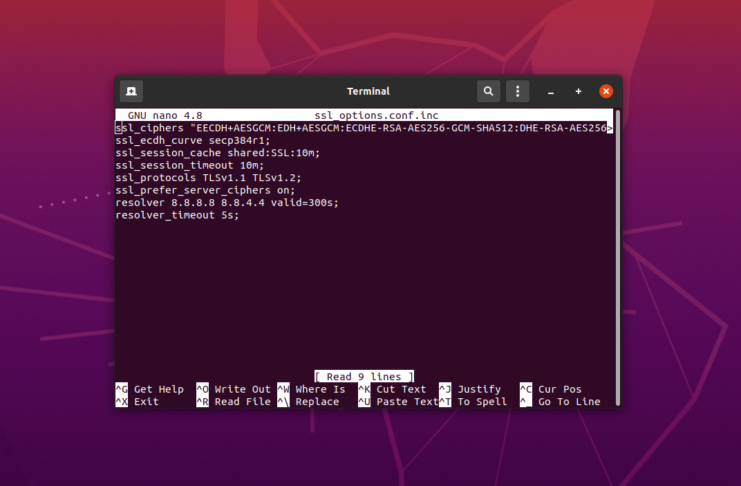 Terminal
GNU nano 4.8 ssl_options.conf.inc
ssl_ciphers "EECDH+AESGCM:EDH+AESGCM:ECDHE-RSA-AES256-GCM-SHA512:DHE-RSA-AES256>
ssl_ecdh_curve secp384r1;
ssl_session_cache shared:SSL:10m;
ssl_session_timeout 10m;
ssl_protocols TLSv1.1 TLSv1.2;
ssl_prefer_server_ciphers on;
resolver 8.8.8.8 8.8.4.4 valid=300s;
resolver_timeout 5s;
[ Read 9 lines ]
^G Get Help ^O Write Out ^W Where Is ^K Cut Text ^J Justify ^C Cur Pos
^X Exit ^R Read File ^\ Replace ^U Paste Text ^T To Spell ^_ Go To Line